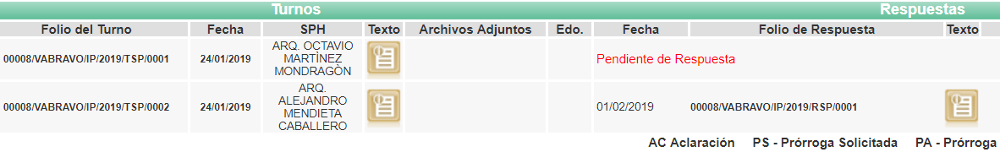 Turnos Respuestas
Folio del Turno Fecha SPH Texto Archivos Adjuntos Edo. Fecha Folio de Respuesta Texto
00008/VABRAVO/IP/2019/TSP/0001 24/01/2019 ARQ. OCTAVIO
MARTÌNEZ
MONDRAGÒN
Pendiente de Respuesta
00008/VABRAVO/IP/2019/TSP/0002 24/01/2019 ARQ.
ALEJANDRO
MENDIETA
CABALLERO
01/02/2019 00008/VABRAVO/IP/2019/RSP/0001
AC Aclaración PS - Prórroga Solicitada PA - Prórroga